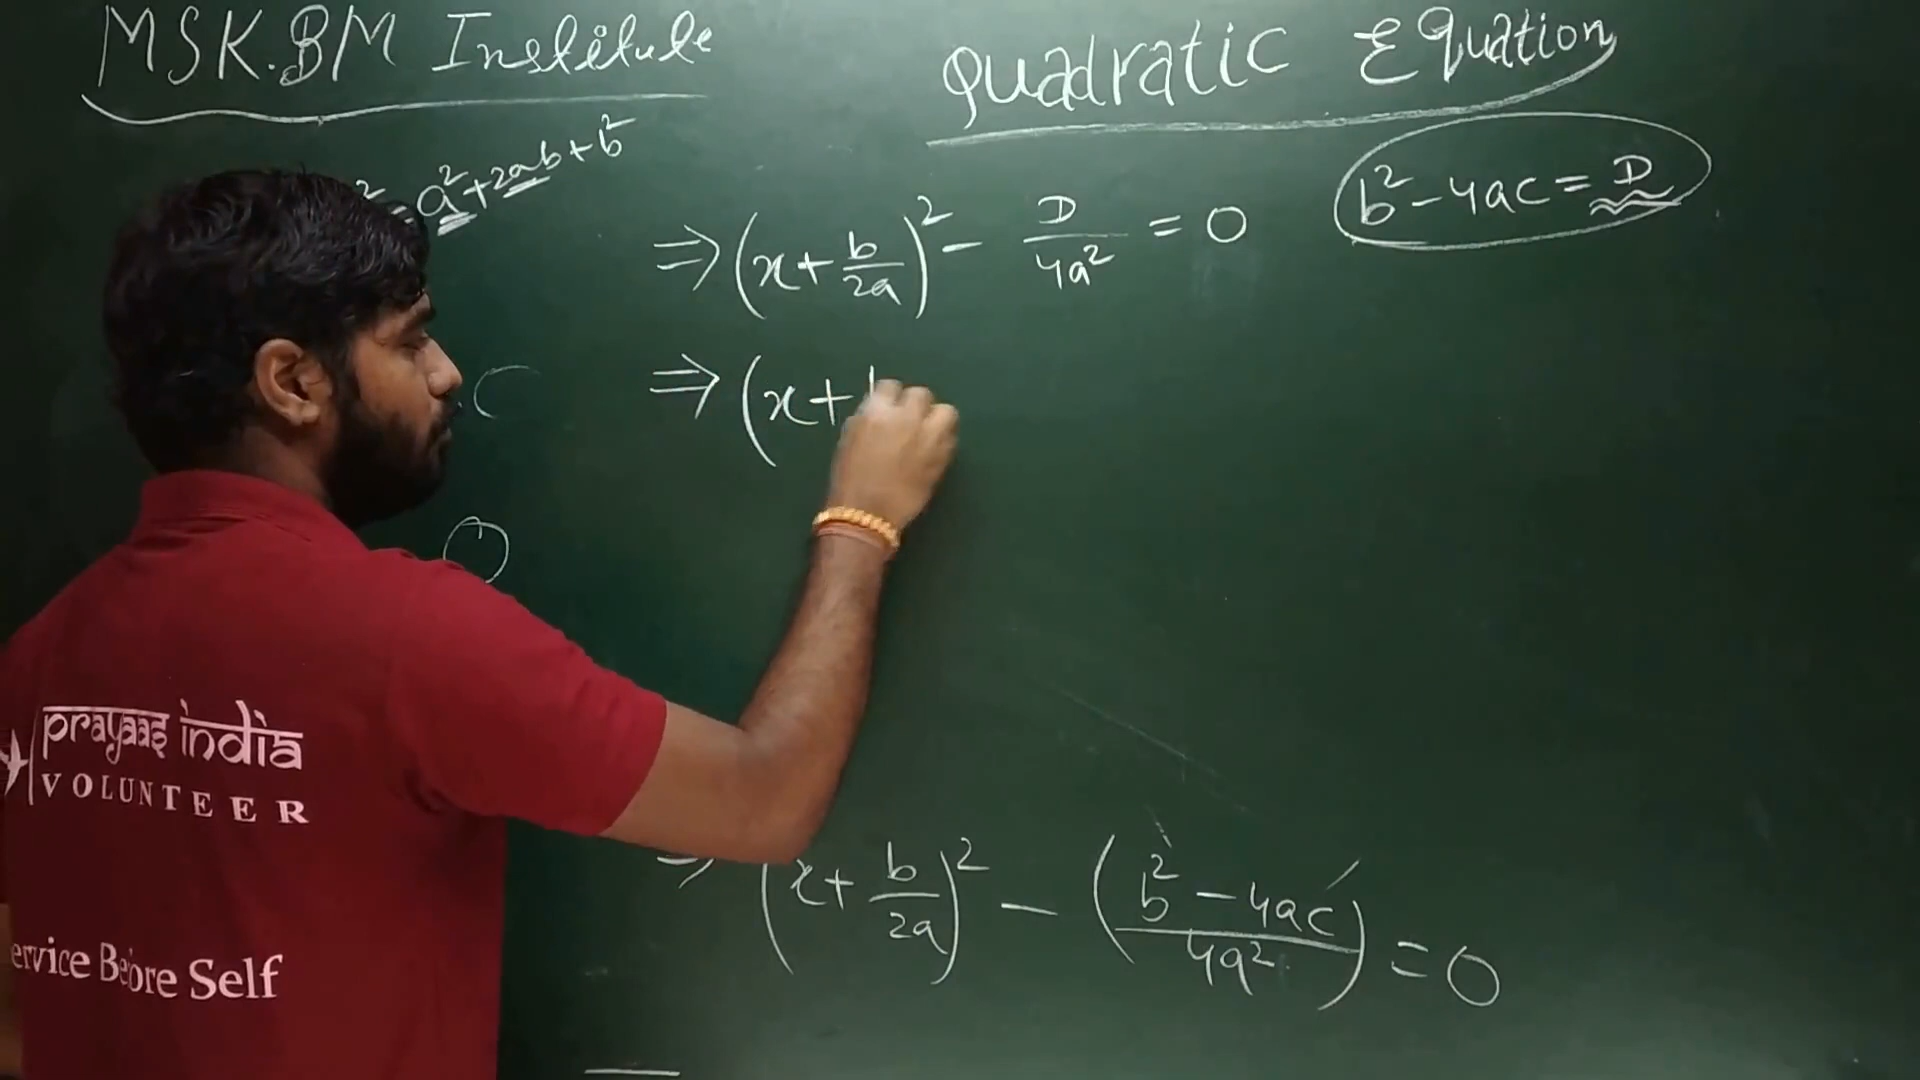 MSK.BM Institute
Quadratic Equation
² = a² + 2ab + b²
b² - 4ac = D
⇒ (x + b/2a)² - D/4a² = 0
⇒ (x +
C
⇒ (x + b/2a)² - (b² - 4ac/4a²) = 0
prayaas india
VOLUNTEER
ervice Before Self